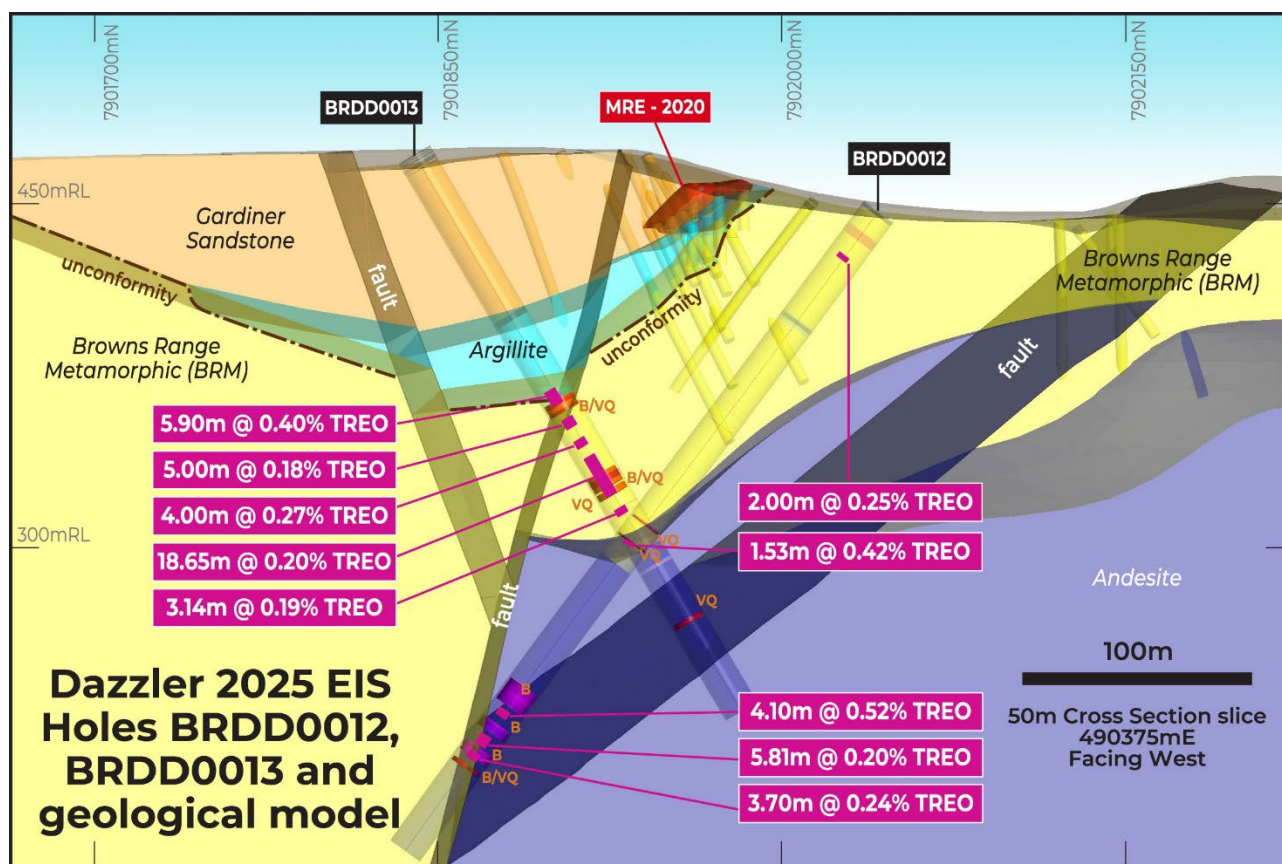 7901700mN
7901850mN
7902000mN
7902150mN
BRDD0013
MRE - 2020
BRDD0012
450mRL
Gardiner
Sandstone
unconformity
fault
Browns Range
Metamorphic (BRM)
Argillite
unconformity
Browns Range
Metamorphic (BRM)
fault
B/VQ
5.90m @ 0.40% TREO
5.00m @ 0.18% TREO
4.00m @ 0.27% TREO
18.65m @ 0.20% TREO
3.14m @ 0.19% TREO
B/VQ
VQ
2.00m @ 0.25% TREO
1.53m @ 0.42% TREO
300mRL
VQ
VQ
VQ
fault
Andesite
100m
50m Cross Section slice
490375mE
Facing West
B
B
B
B/VQ
4.10m @ 0.52% TREO
5.81m @ 0.20% TREO
3.70m @ 0.24% TREO
Dazzler 2025 EIS
Holes BRDD0012,
BRDD0013 and
geological model